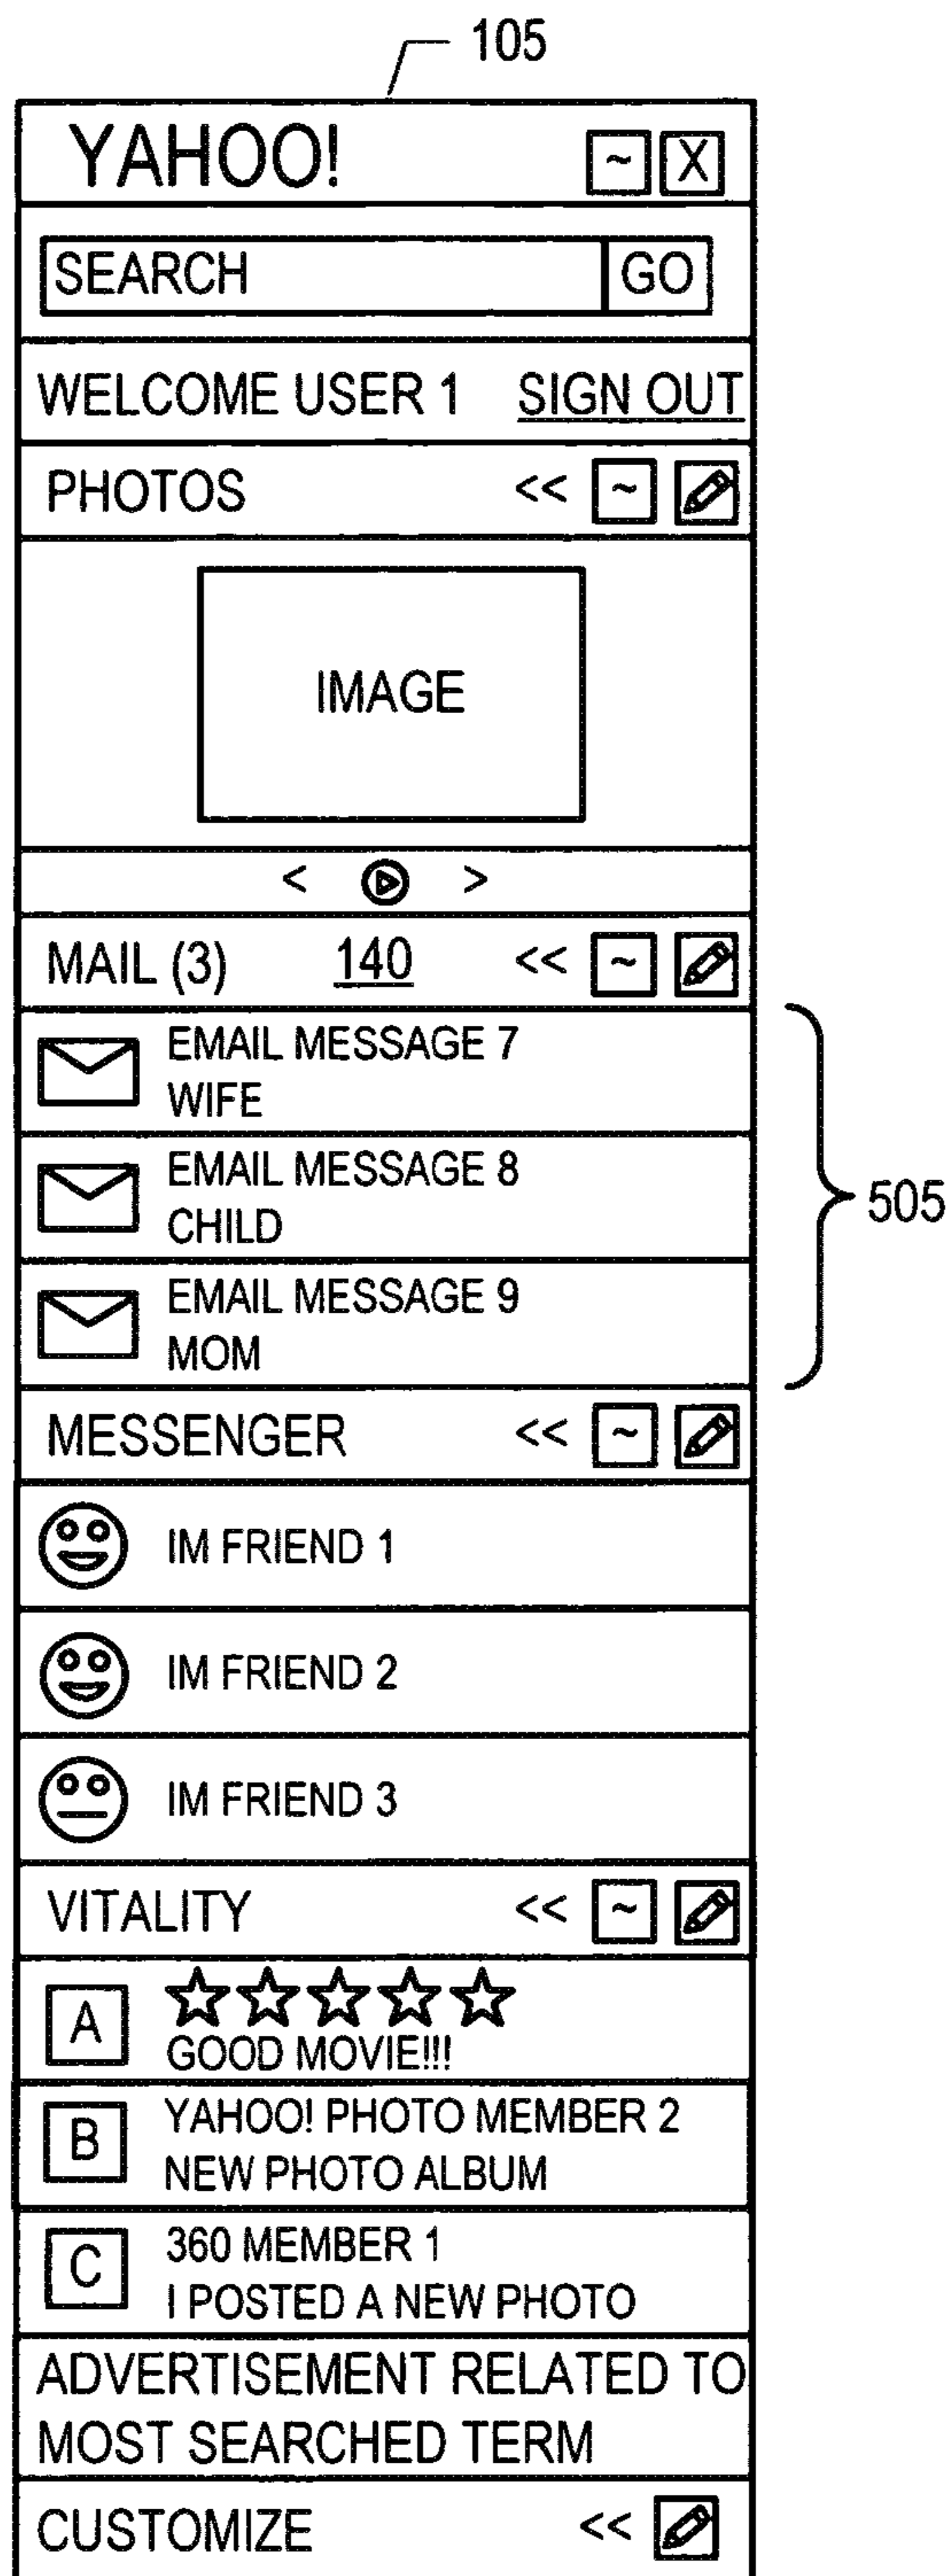 105
YAHOO! ~ X
SEARCH GO
WELCOME USER 1 SIGN OUT
PHOTOS << ~
IMAGE
< >
MAIL (3) 140 << ~
EMAIL MESSAGE 7
WIFE
EMAIL MESSAGE 8
CHILD
505
EMAIL MESSAGE 9
MOM
MESSENGER << ~
IM FRIEND 1
IM FRIEND 2
IM FRIEND 3
VITALITY << ~
A
GOOD MOVIE!!!
B YAHOO! PHOTO MEMBER 2
NEW PHOTO ALBUM
C 360 MEMBER 1
I POSTED A NEW PHOTO
ADVERTISEMENT RELATED TO
MOST SEARCHED TERM
CUSTOMIZE <<